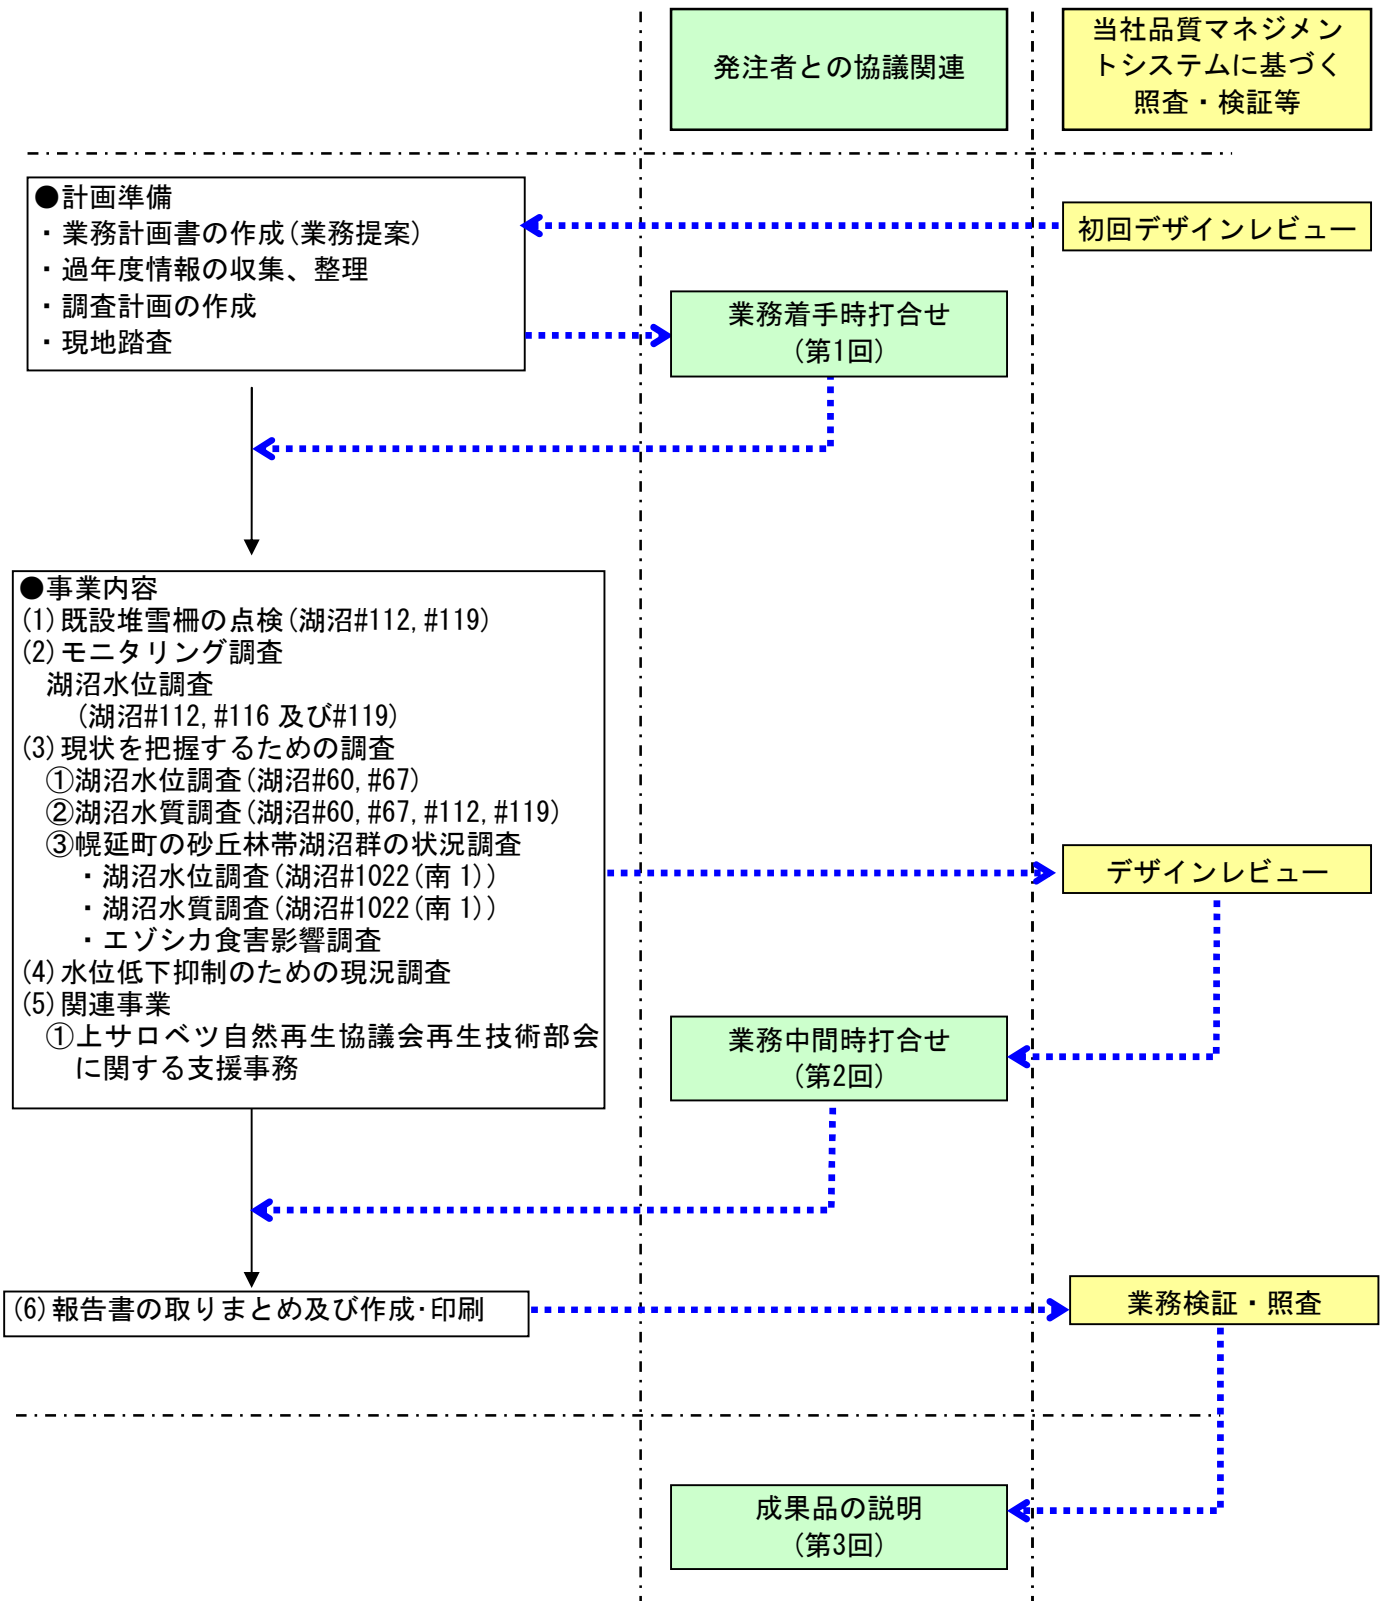 発注者との協議関連
当社品質マネジメン
トシステムに基づく
照査・検証等
●計画準備
・業務計画書の作成(業務提案)
・過年度情報の収集、整理
・調査計画の作成
・現地踏査
初回デザインレビュー
業務着手時打合せ
(第1回)
●事業内容
(1)既設堆雪柵の点検(湖沼#112,#119)
(2)モニタリング調査
湖沼水位調査
(湖沼#112,#116 及び#119)
(3)現状を把握するための調査
①湖沼水位調査(湖沼#60,#67)
②湖沼水質調査(湖沼#60,#67,#112,#119)
③幌延町の砂丘林帯湖沼群の状況調査
・湖沼水位調査(湖沼#1022(南1))
・湖沼水質調査(湖沼#1022(南1))
・エゾシカ食害影響調査
(4)水位低下抑制のための現況調査
(5)関連事業
①上サロベツ自然再生協議会再生技術部会
に関する支援事務
デザインレビュー
業務中間時打合せ
(第2回)
(6)報告書の取りまとめ及び作成・印刷
業務検証・照査
成果品の説明
(第3回)